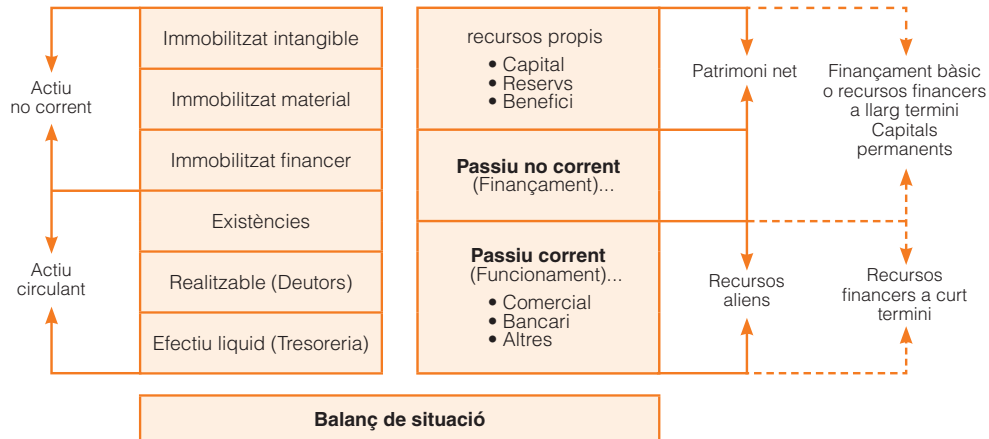 Actiu
no corrent
Actiu
circulant
Immobilitzat intangible
Immobilitzat material
Immobilitzat financer
Existències
Realitzable (Deutors)
Efectiu liquid (Tresoreria)
recursos propis
• Capital
• Reservs
• Benefici
Passiu no corrent
(Finançament)...
Passiu corrent
(Funcionament)...
• Comercial
• Bancari
• Altres
Patrimoni net
Recursos
aliens
Finançament bàsic
o recursos financers
a llarg termini
Capitals
permanents
Recursos
financers a curt
termini
Balanç de situació